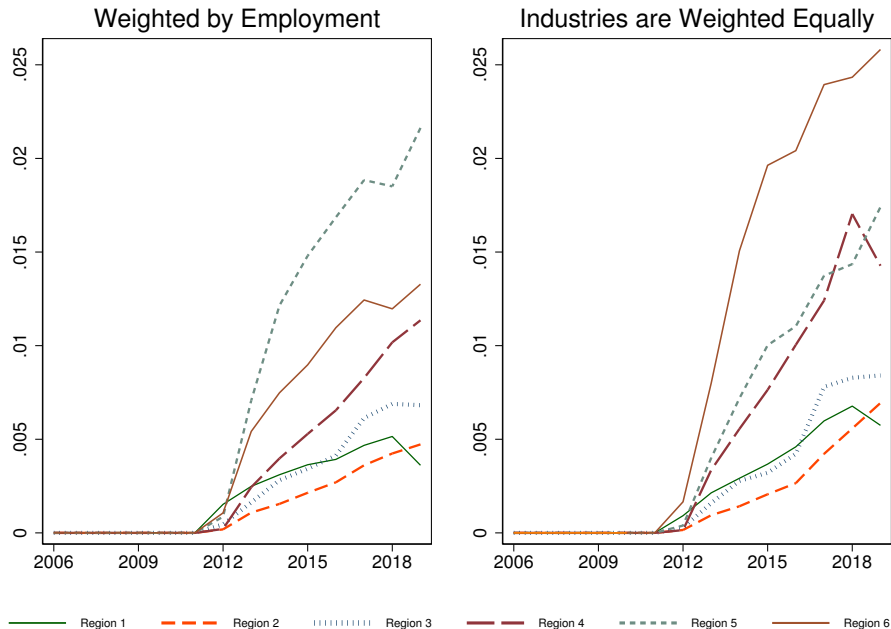 Weighted by Employment
Industries are Weighted Equally
.025
.02
.015
.01
.005
0
2006 2009 2012 2015 2018
.025
.02
.015
.01
.005
0
2006 2009 2012 2015 2018
Region 1 Region 2 Region 3 Region 4 Region 5 Region 6